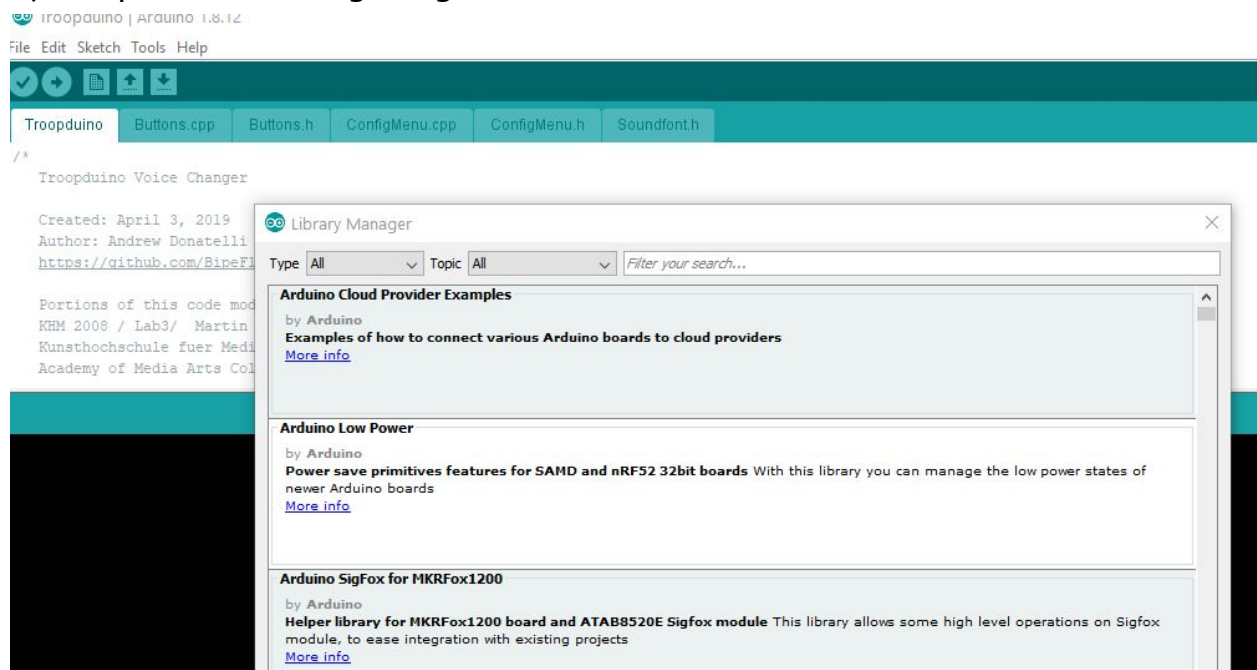 Troopduino | Arduino 1.8.12
File Edit Sketch Tools Help
Troopduino Buttons.cpp Buttons.h ConfigMenu.cpp ConfigMenu.h Soundfont.h
/*
Troopduino Voice Changer
Created: April 3, 2019
Author: Andrew Donatelli
https://github.com/BipeFl
Portions of this code mod
KHM 2008 / Lab3/ Martin
Kunsthochschule fuer Medi
Academy of Media Arts Col
Library Manager
Type All Topic All Filter your search...
Arduino Cloud Provider Examples
by Arduino
Examples of how to connect various Arduino boards to cloud providers
More info
Arduino Low Power
by Arduino
Power save primitives features for SAMD and nRF52 32bit boards With this library you can manage the low power states of
newer Arduino boards
More info
Arduino SigFox for MKRFox1200
by Arduino
Helper library for MKRFox1200 board and ATAB8520E Sigfox module This library allows some high level operations on Sigfox
module, to ease integration with existing projects
More info